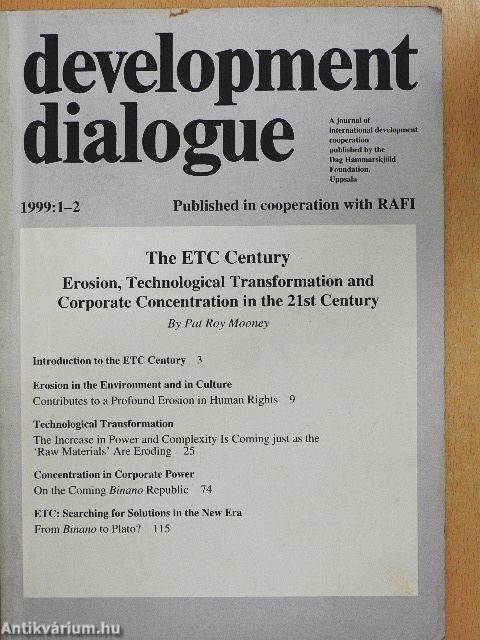 development
dialogue
A journal of
international development
cooperation
published by the
Dag Hammarskjöld
Foundation,
Uppsala
1999:1–2 Published in cooperation with RAFI
The ETC Century
Erosion, Technological Transformation and
Corporate Concentration in the 21st Century
By Pat Roy Mooney
Introduction to the ETC Century 3
Erosion in the Environment and in Culture
Contributes to a Profound Erosion in Human Rights 9
Technological Transformation
The Increase in Power and Complexity Is Coming just as the
‘Raw Materials’ Are Eroding 25
Concentration in Corporate Power
On the Coming Binano Republic 74
ETC: Searching for Solutions in the New Era
From Binano to Plato? 115
Antikvárium.hu